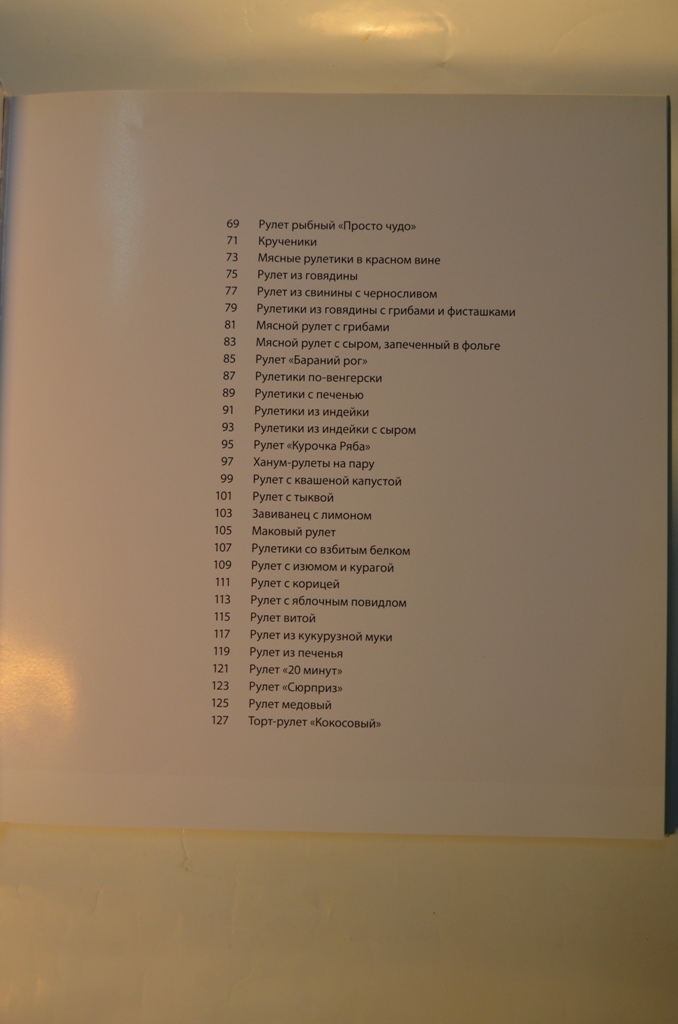 69 Рулет рыбный «Просто чудо»
71 Крученики
73 Мясные рулетики в красном вине
75 Рулет из говядины
77 Рулет из свинины с черносливом
79 Рулетики из говядины с грибами и фисташками
81 Мясной рулет с грибами
83 Мясной рулет с сыром, запеченный в фольге
85 Рулет «Бараний рог»
87 Рулетики по-венгерски
89 Рулетики с печенью
91 Рулетики из индейки
93 Рулетики из индейки с сыром
95 Рулет «Курочка Ряба»
97 Ханум-рулеты на пару
99 Рулет с квашеной капустой
101 Рулет с тыквой
103 Завиванец с лимоном
105 Маковый рулет
107 Рулетики со взбитым белком
109 Рулет с изюмом и курагой
111 Рулет с корицей
113 Рулет с яблочным повидлом
115 Рулет витой
117 Рулет из кукурузной муки
119 Рулет из печенья
121 Рулет «20 минут»
123 Рулет «Сюрприз»
125 Рулет медовый
127 Торт-рулет «Кокосовый»